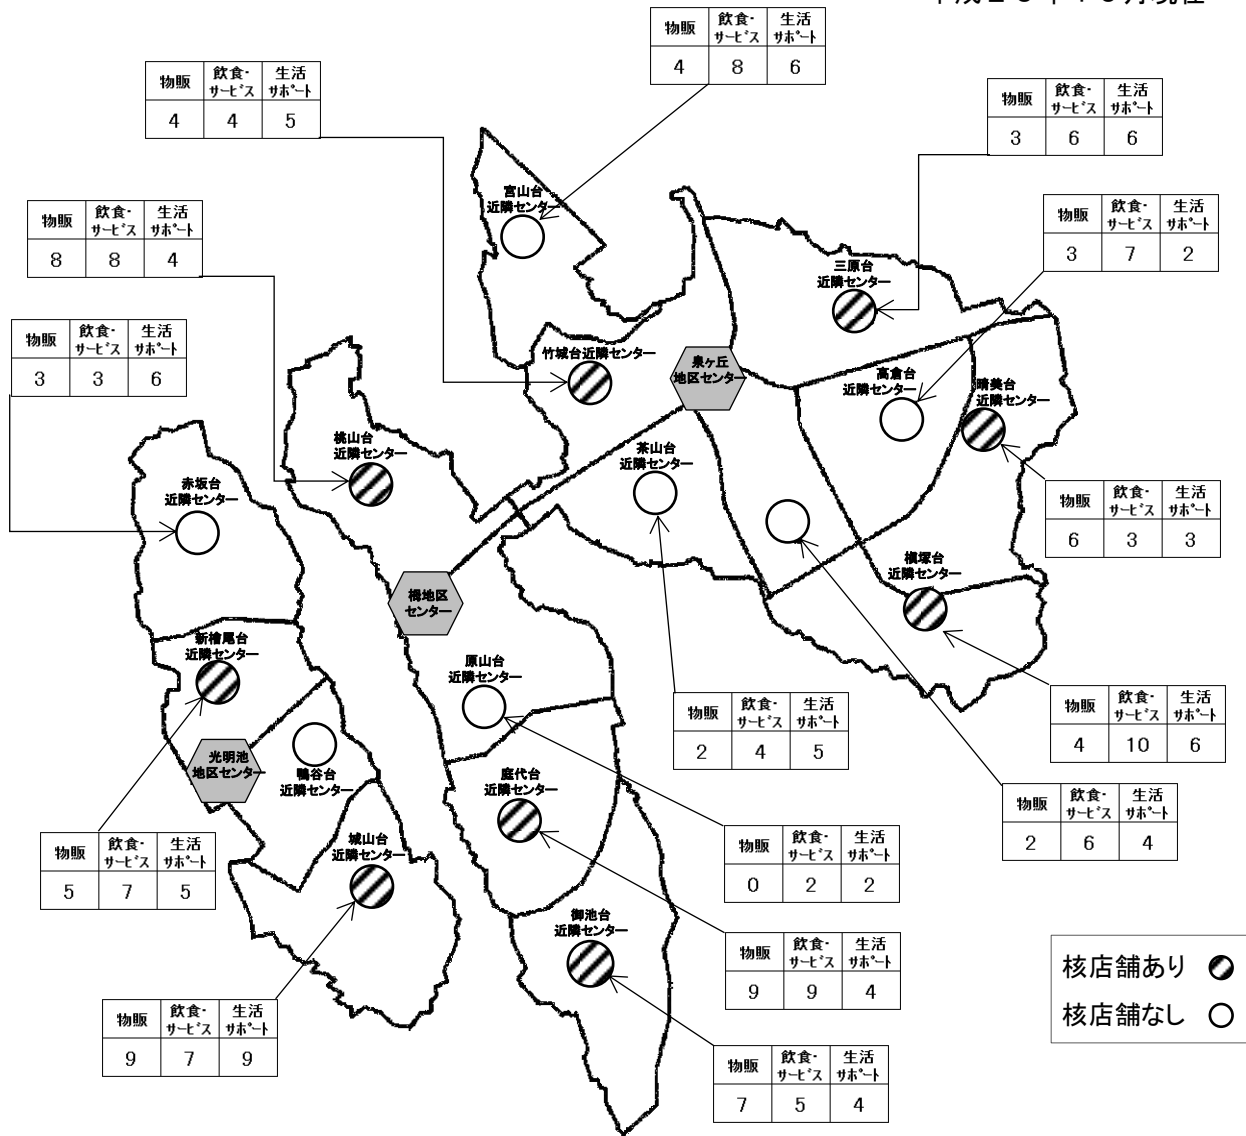 物販 飲食・サービス 生活サポート
4 8 6
物販 飲食・サービス 生活サポート
4 4 5
物販 飲食・サービス 生活サポート
3 6 6
宮山台
近隣センター
物販 飲食・サービス 生活サポート
8 8 4
物販 飲食・サービス 生活サポート
3 7 2
三原台
近隣センター
物販 飲食・サービス 生活サポート
3 3 6
竹城台近隣センター
泉ヶ丘
地区センター
高倉台
近隣センター
晴美台
近隣センター
桃山台
近隣センター
茶山台
近隣センター
赤坂台
近隣センター
物販 飲食・サービス 生活サポート
6 3 3
槇塚台
近隣センター
栂地区
センター
新檜尾台
近隣センター
原山台
近隣センター
物販 飲食・サービス 生活サポート
2 4 5
物販 飲食・サービス 生活サポート
4 10 6
光明池
地区センター
鴨谷台
近隣センター
庭代台
近隣センター
物販 飲食・サービス 生活サポート
2 6 4
物販 飲食・サービス 生活サポート
5 7 5
城山台
近隣センター
物販 飲食・サービス 生活サポート
0 2 2
御池台
近隣センター
物販 飲食・サービス 生活サポート
9 9 4
核店舗あり
核店舗なし
物販 飲食・サービス 生活サポート
9 7 9
物販 飲食・サービス 生活サポート
7 5 4